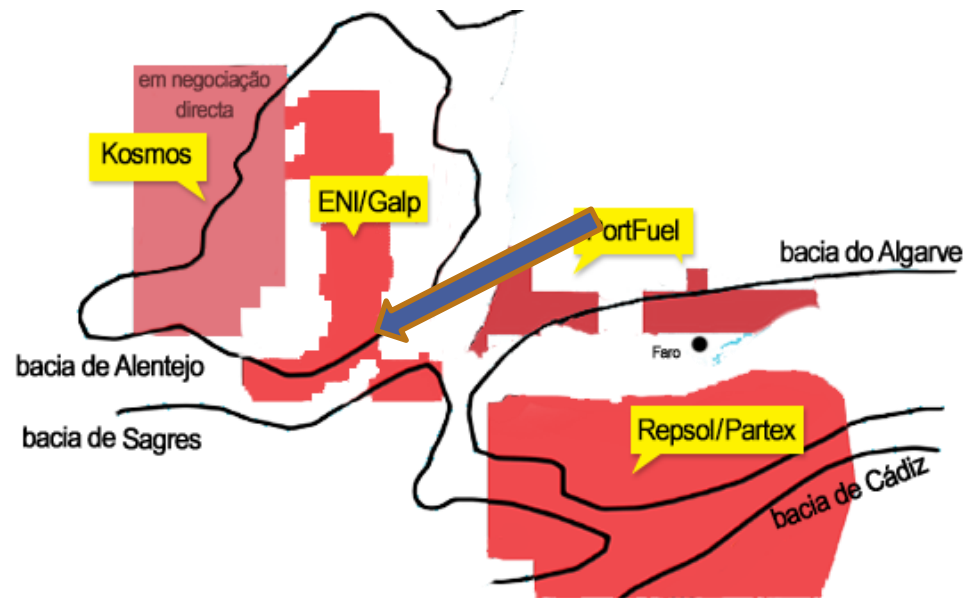 em negociação
directa
Kosmos
ENI/Galp
PortFuel
bacia do Algarve
Faro
bacia de Alentejo
bacia de Sagres
Repsol/Partex
bacia de Cádiz